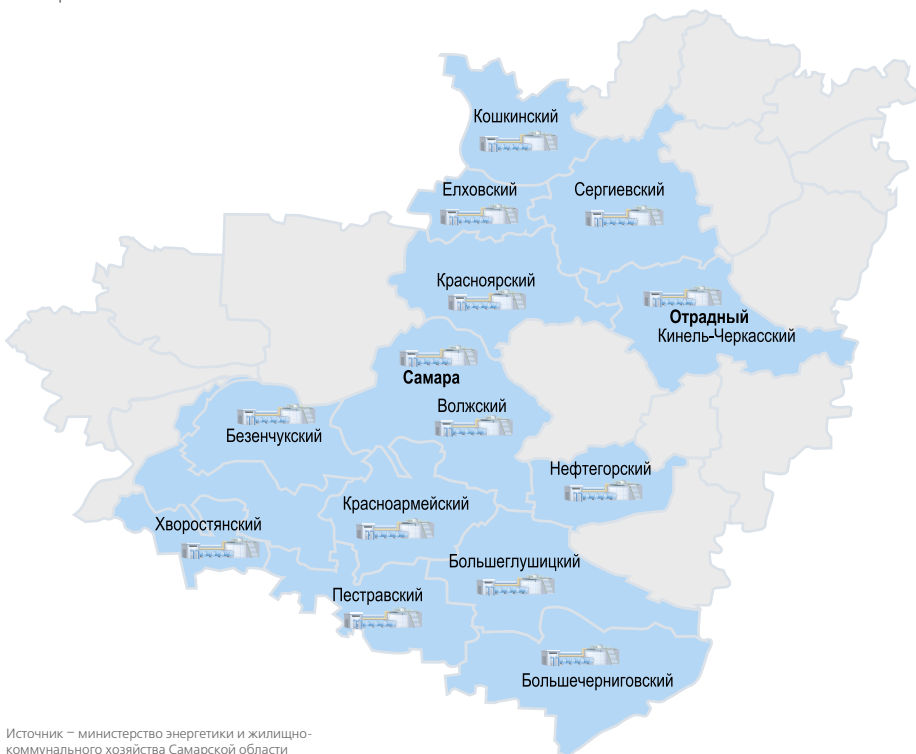 Кошкинский
Елховский
Сергиевский
Красноярский
Отрадный
Кинель-Черкасский
Самара
Волжский
Безенчукский
Нефтегорский
Красноармейский
Хворостянский
Большеглушицкий
Пестравский
Большечерниговский
Источник – министерство энергетики и жилищно-
коммунального хозяйства Самарской области